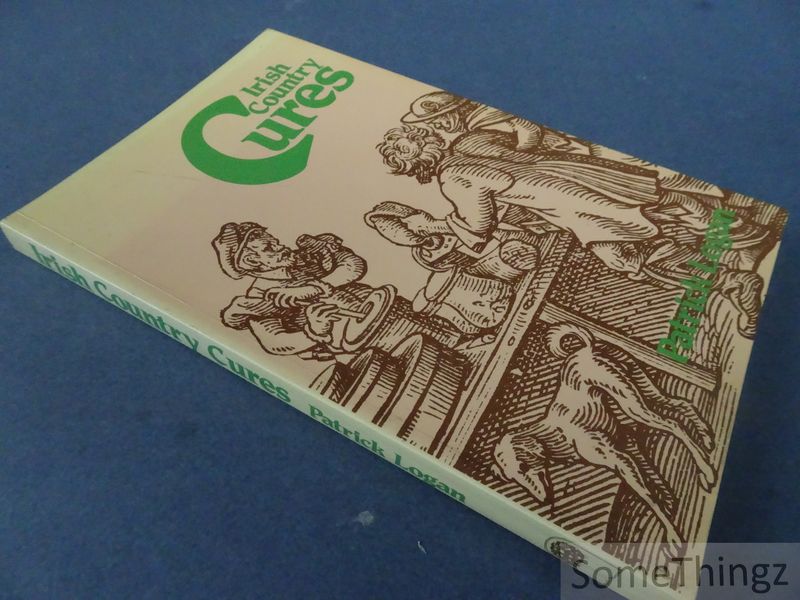 Irish
Country
Cures
Patrick Logan
Irish Country Cures Patrick Logan
SomeThingz